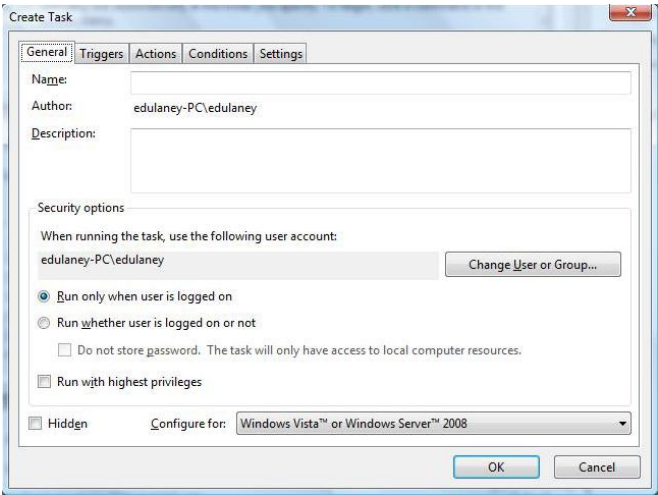 Create Task
General Triggers Actions Conditions Settings
Name:
Author: edulaney-PC\edulaney
Description:
Security options
When running the task, use the following user account:
edulaney-PC\edulaney Change User or Group...
Run only when user is logged on
Run whether user is logged on or not
Do not store password. The task will only have access to local computer resources.
Run with highest privileges
Hidden Configure for: Windows Vista™ or Windows Server™ 2008
OK Cancel